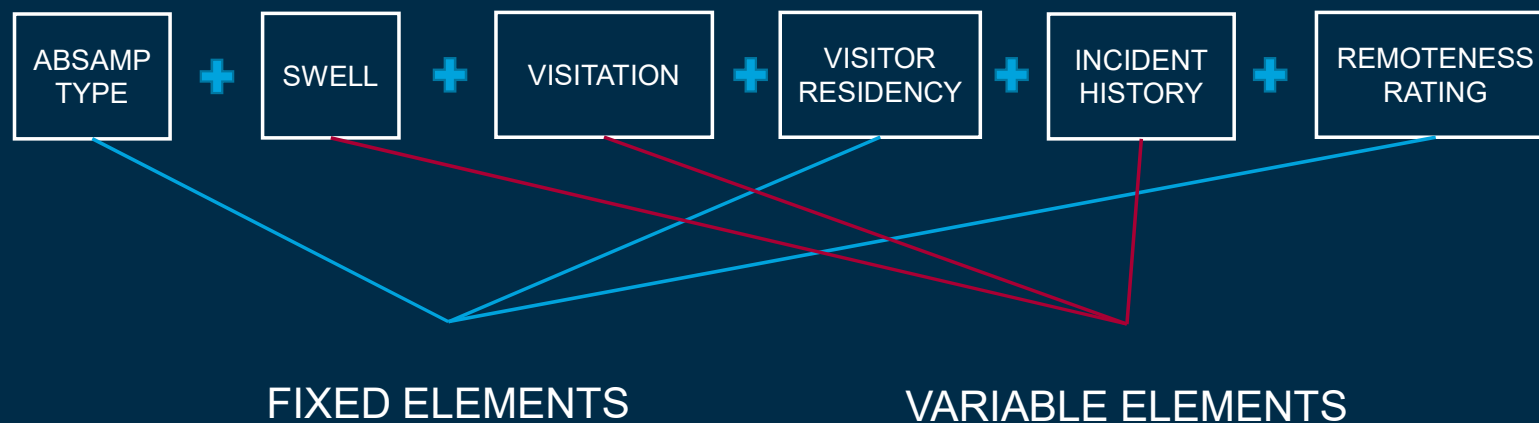 ABSAMP
TYPE
SWELL
VISITATION
VISITOR
RESIDENCY
INCIDENT
HISTORY
REMOTENESS
RATING
FIXED ELEMENTS
VARIABLE ELEMENTS